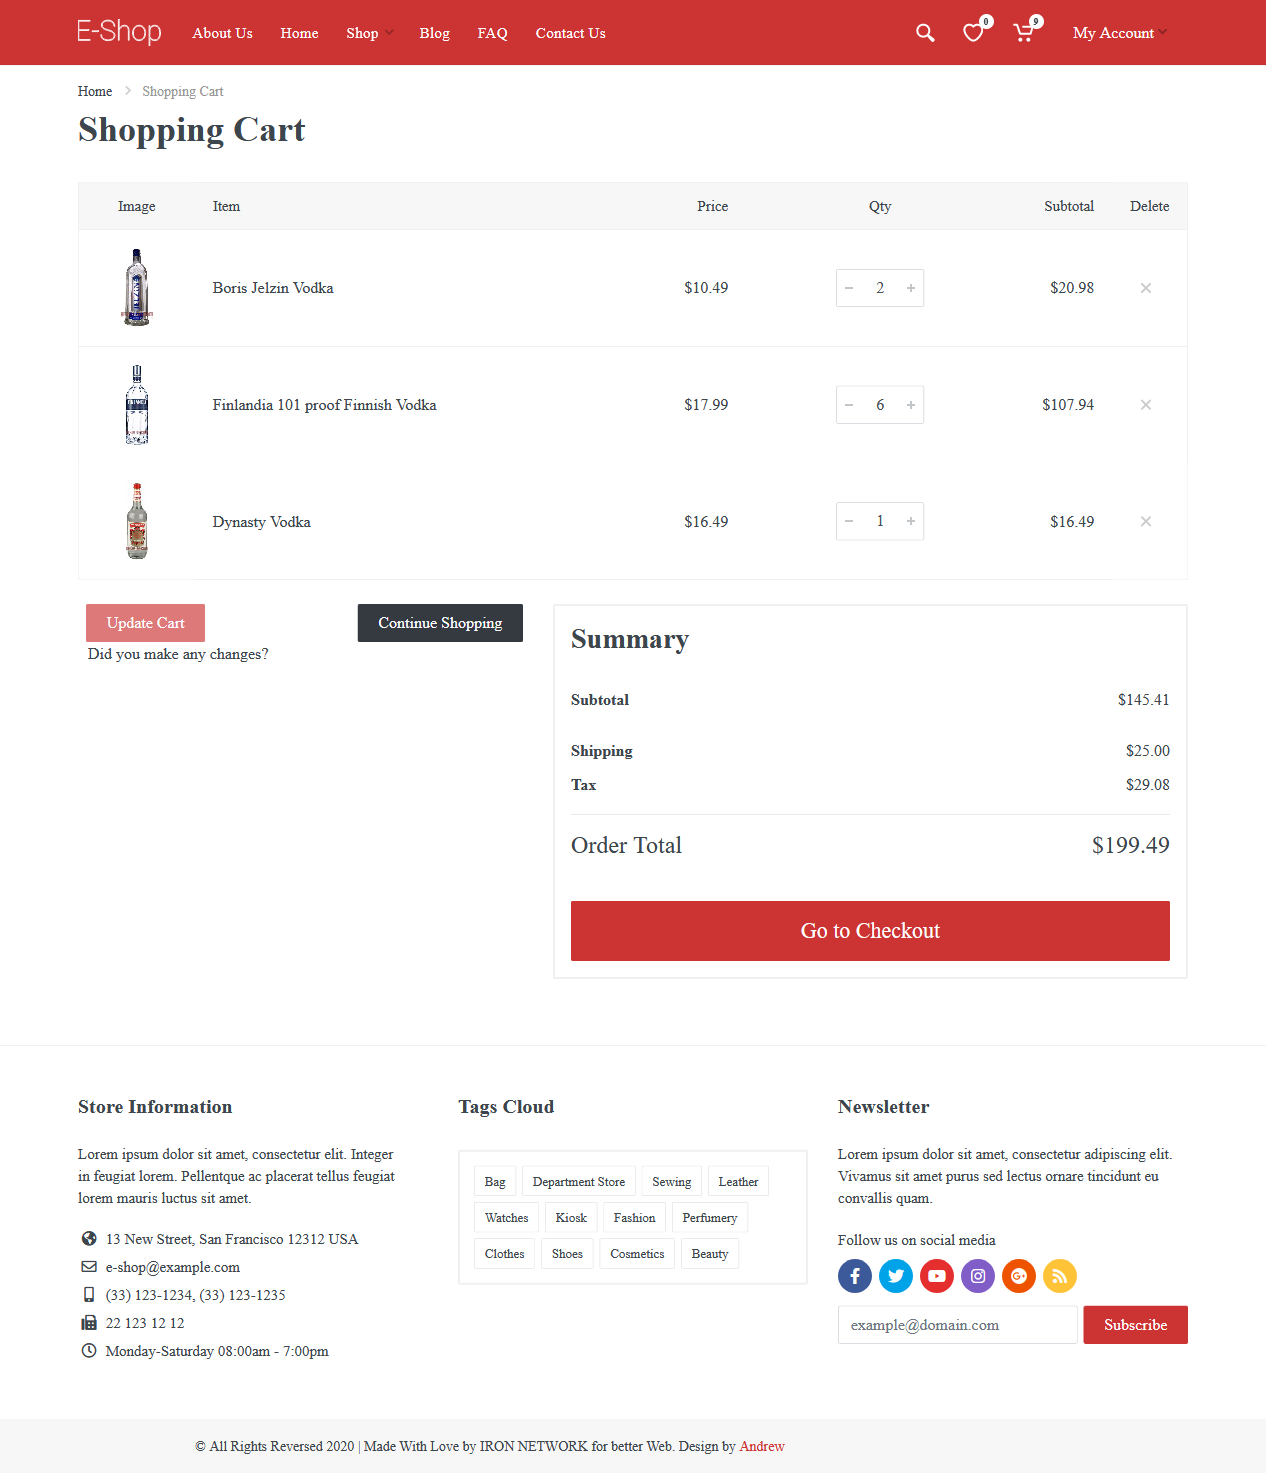 E-Shop About Us Home Shop Blog FAQ Contact Us 0 9 My Account
Home Shopping Cart
Shopping Cart
Image Item Price Qty Subtotal Delete
Boris Jelzin Vodka $10.49 − 2 + $20.98 ×
Finlandia 101 proof Finnish Vodka $17.99 − 6 + $107.94 ×
Dynasty Vodka $16.49 − 1 + $16.49 ×
Update Cart Continue Shopping
Did you make any changes?
Summary
Subtotal $145.41
Shipping $25.00
Tax $29.08
Order Total $199.49
Go to Checkout
Store Information
Lorem ipsum dolor sit amet, consectetur elit. Integer
in feugiat lorem. Pellentque ac placerat tellus feugiat
lorem mauris luctus sit amet.
13 New Street, San Francisco 12312 USA
e-shop@example.com
(33) 123-1234, (33) 123-1235
22 123 12 12
Monday-Saturday 08:00am - 7:00pm
Tags Cloud
Bag Department Store Sewing Leather
Watches Kiosk Fashion Perfumery
Clothes Shoes Cosmetics Beauty
Newsletter
Lorem ipsum dolor sit amet, consectetur adipiscing elit.
Vivamus sit amet purus sed lectus ornare tincidunt eu
convallis quam.
Follow us on social media
example@domain.com Subscribe
© All Rights Reversed 2020 | Made With Love by IRON NETWORK for better Web. Design by Andrew